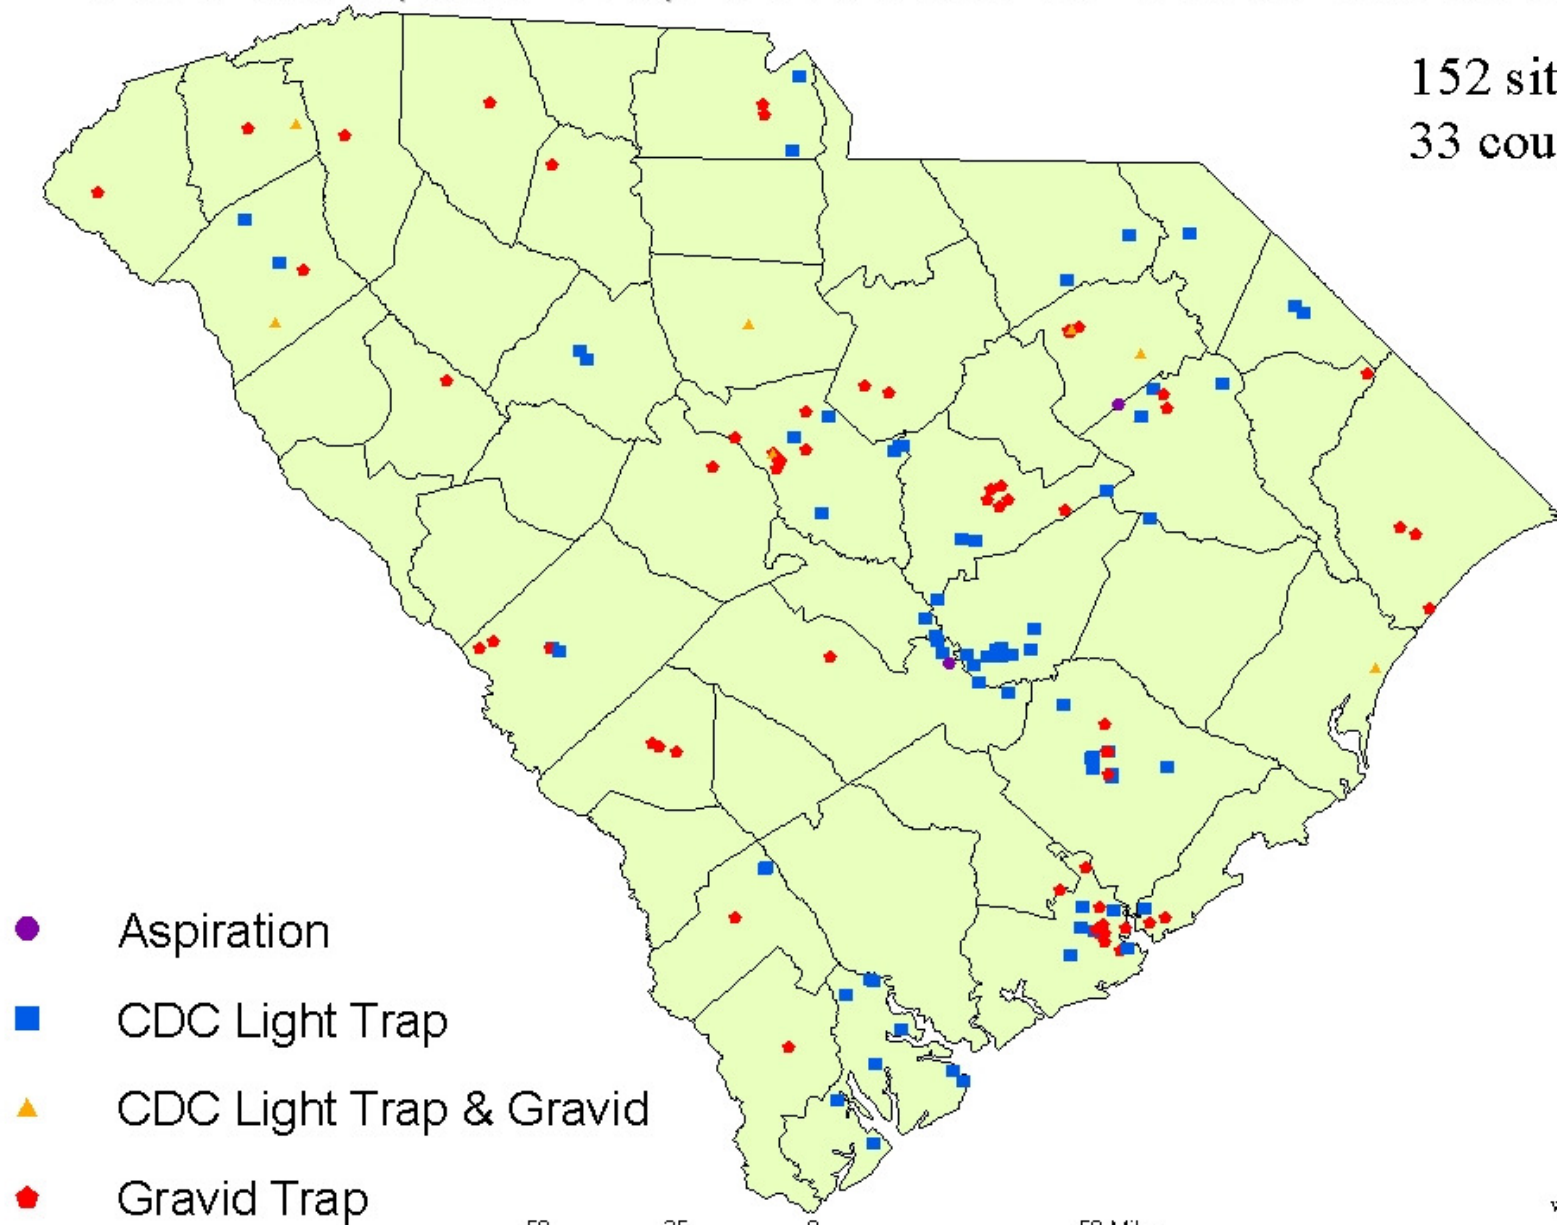 152 sit
33 cou
Aspiration
CDC Light Trap
CDC Light Trap & Gravid
Gravid Trap